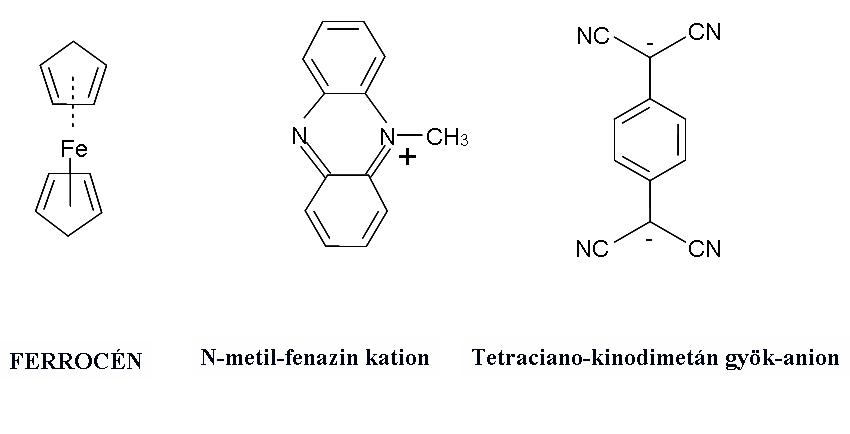 NC
CN
-
Fe
N
N
CH3
+
NC
CN
-
FERROCÉN
N-metil-fenazin kation
Tetraciano-kinodimetán gyök-anion